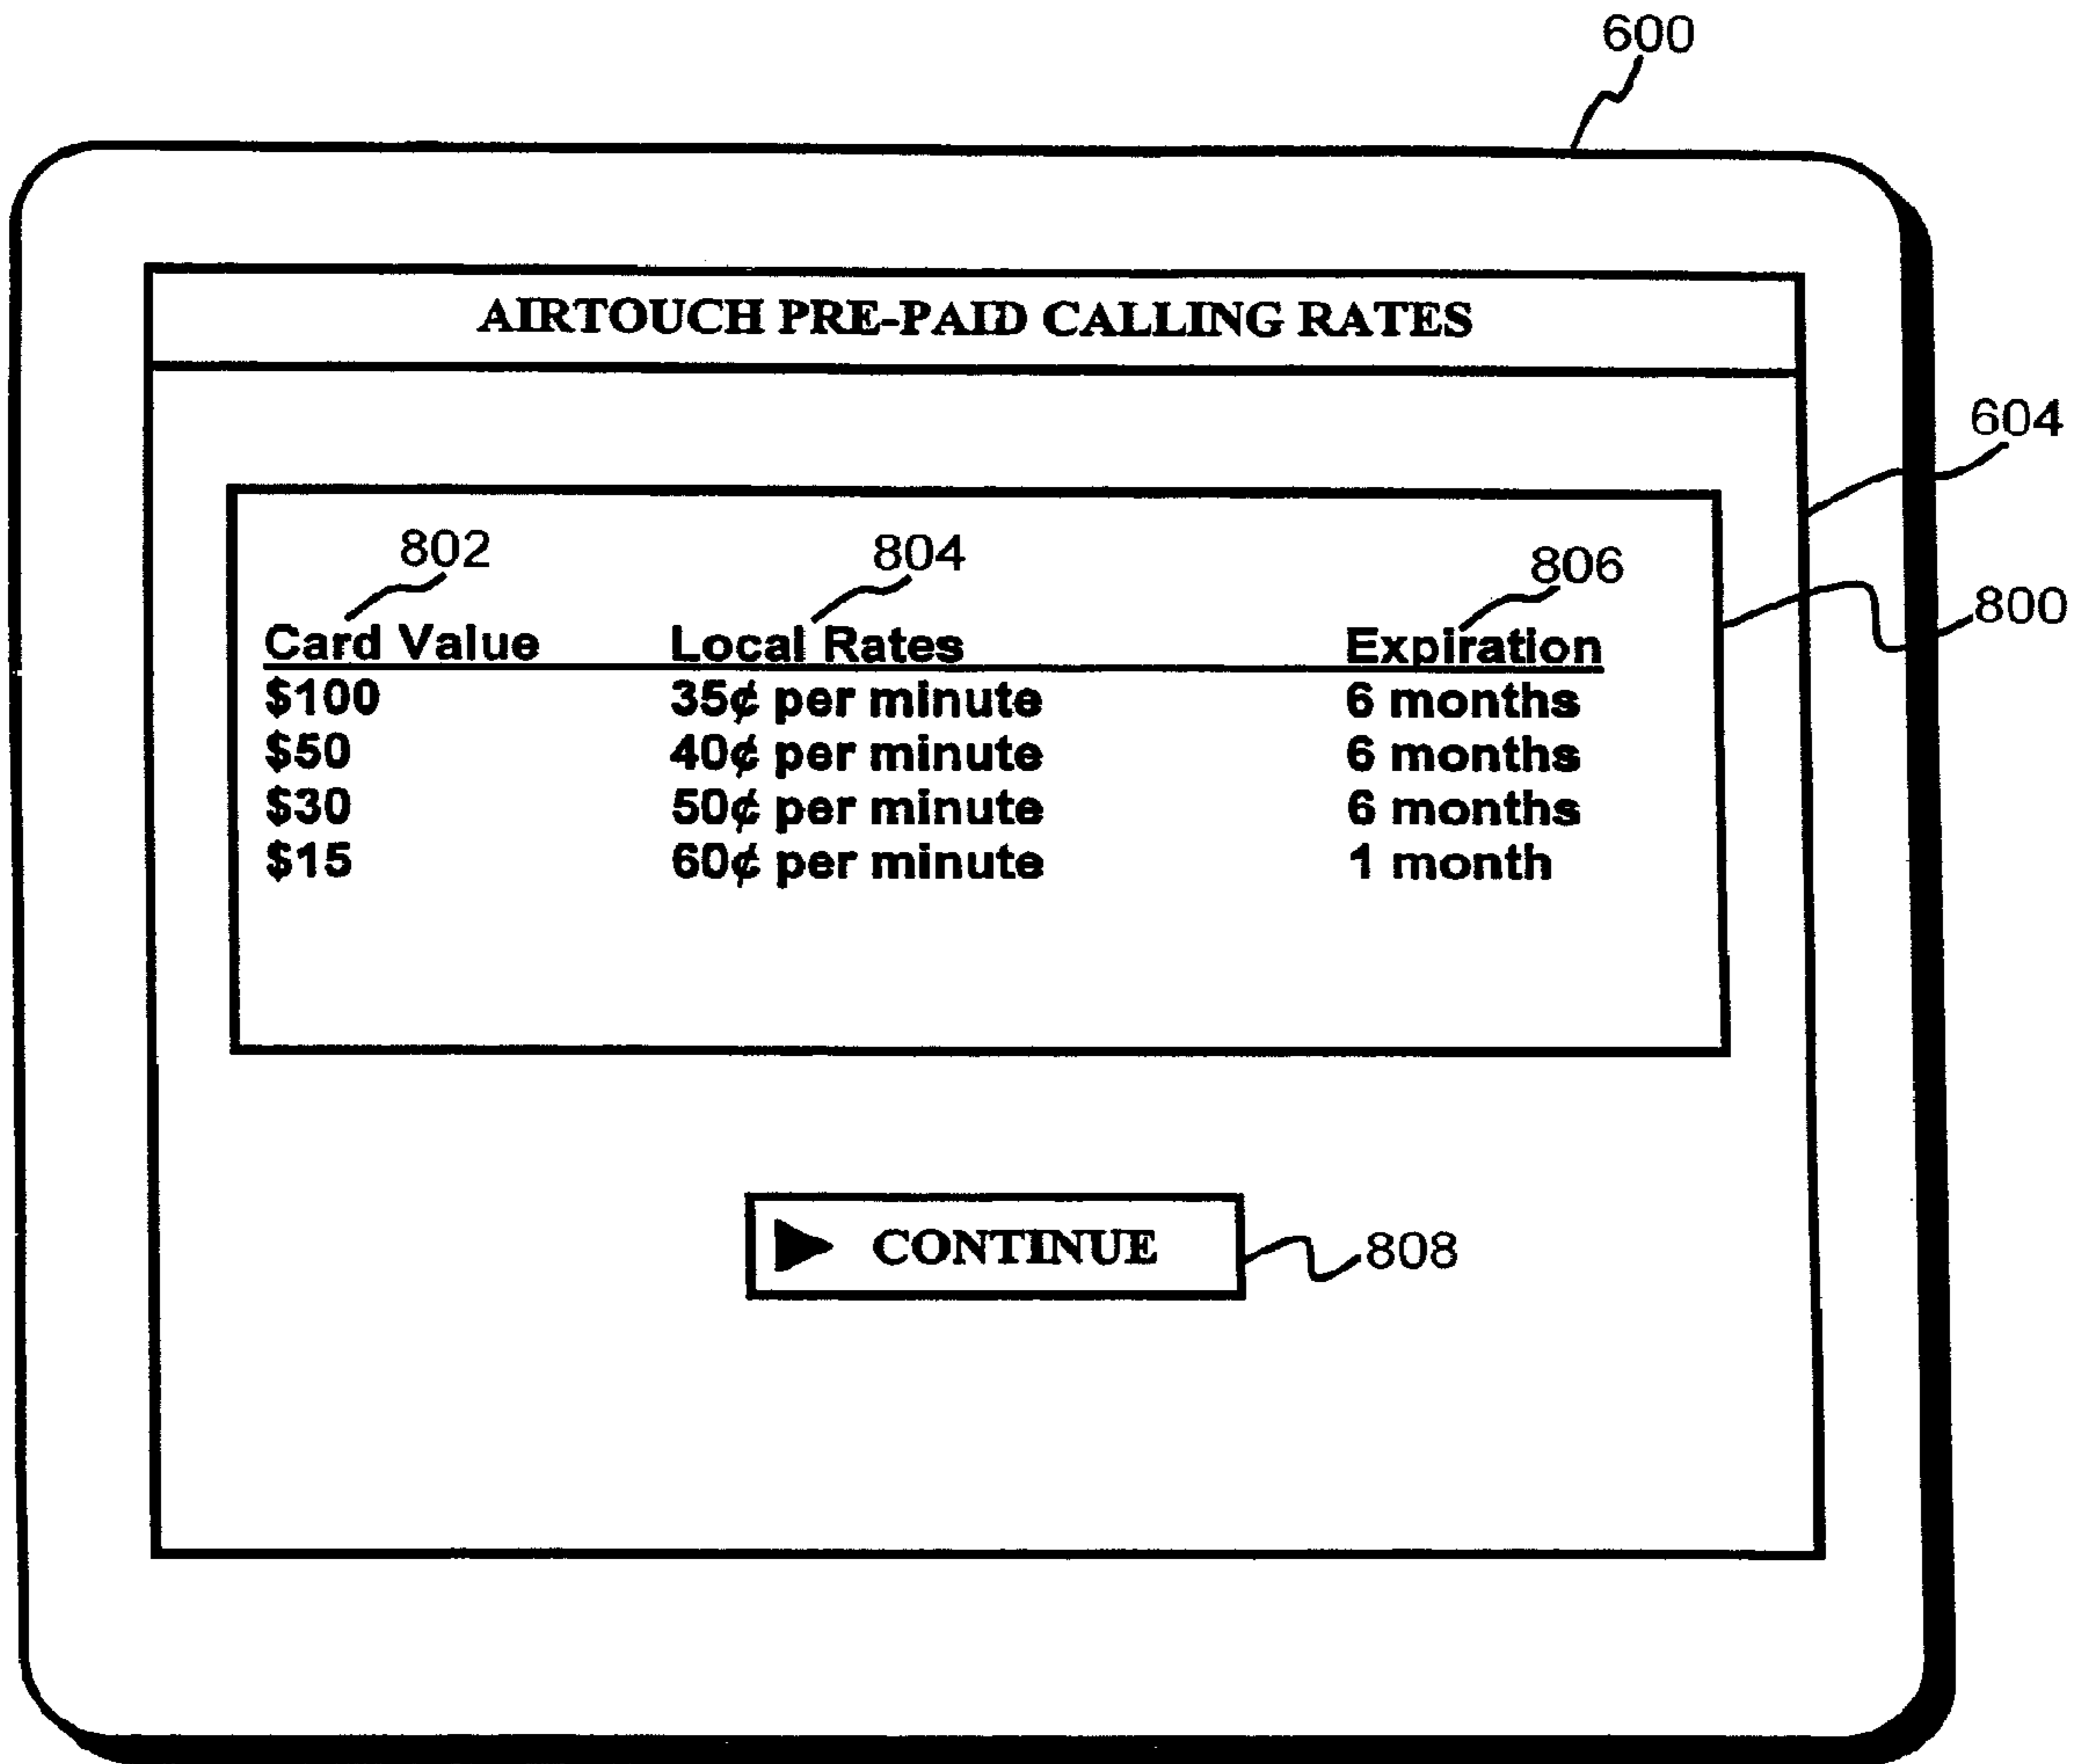 600
AIRTOUCH PRE-PAID CALLING RATES
604
802 804 806
800
Card Value Local Rates Expiration
$100 35¢ per minute 6 months
$50 40¢ per minute 6 months
$30 50¢ per minute 6 months
$15 60¢ per minute 1 month
CONTINUE 808